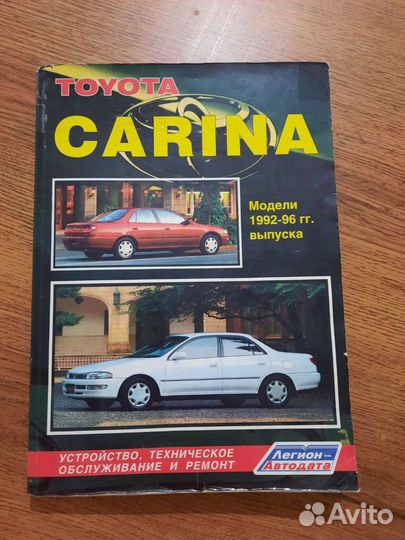 TOYOTA
CARINA
Модели
1992-96 гг.
выпуска
УСТРОЙСТВО, ТЕХНИЧЕСКОЕ
ОБСЛУЖИВАНИЕ И РЕМОНТ
Легион-
Автодата
Avito